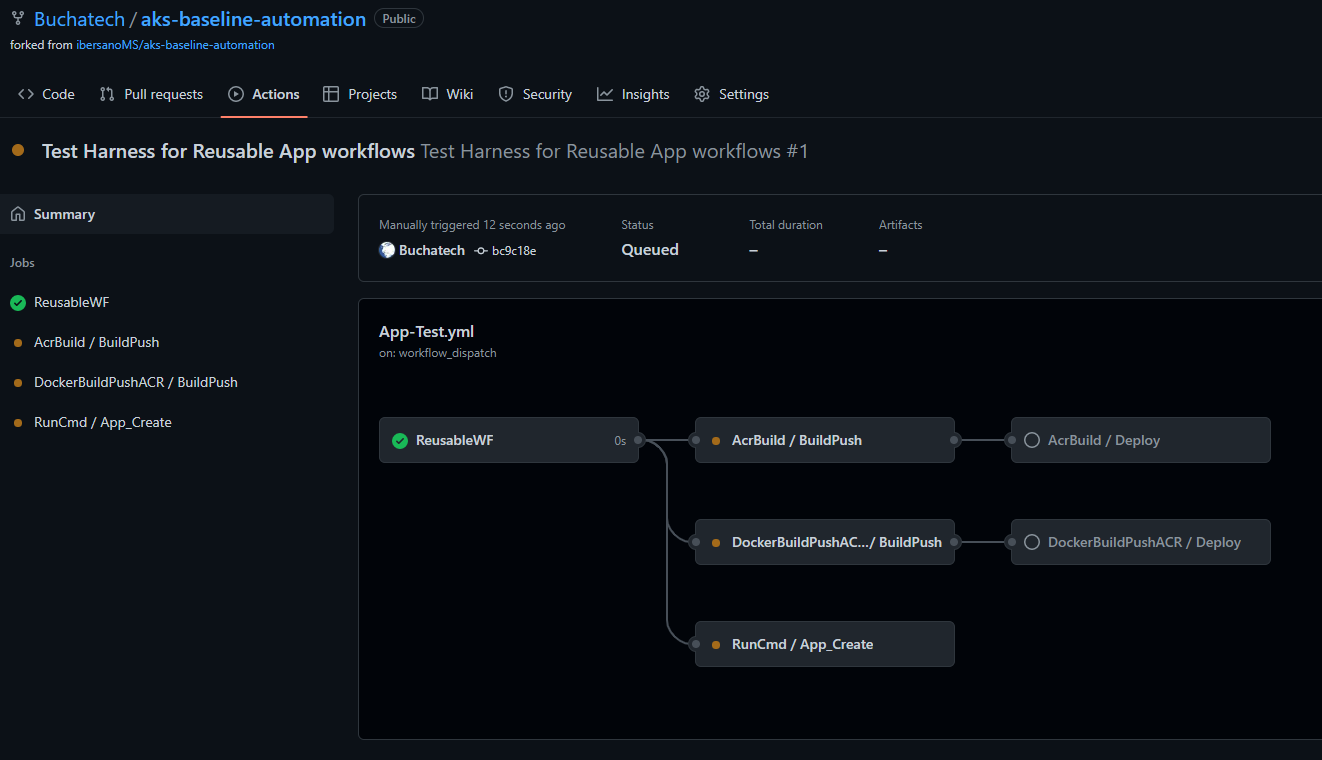 Buchatech / aks-baseline-automation Public
forked from ibersanoMS/aks-baseline-automation
Code Pull requests Actions Projects Wiki Security Insights Settings
Test Harness for Reusable App workflows Test Harness for Reusable App workflows #1
Summary
Jobs
ReusableWF
AcrBuild / BuildPush
DockerBuildPushACR / BuildPush
RunCmd / App_Create
Manually triggered 12 seconds ago Status Total duration Artifacts
Buchatech bc9c18e Queued – –
App-Test.yml
on: workflow_dispatch
ReusableWF 0s AcrBuild / BuildPush AcrBuild / Deploy
DockerBuildPushAC.../ BuildPush DockerBuildPushACR / Deploy
RunCmd / App_Create